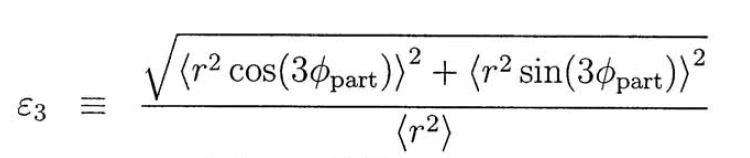 ε₃ ≡ √(⟨r² cos(3ϕ_part)⟩² + ⟨r² sin(3ϕ_part)⟩²) / ⟨r²⟩